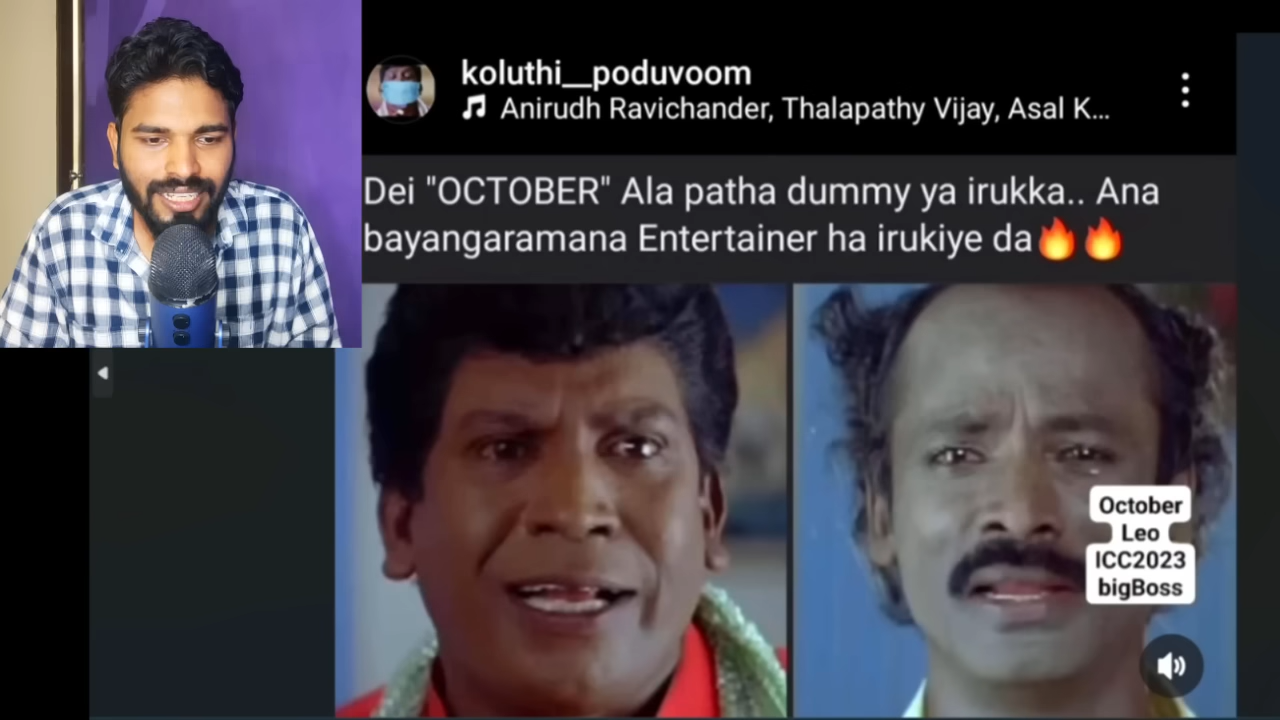 koluthi__poduvoom
Anirudh Ravichander, Thalapathy Vijay, Asal K...
Dei "OCTOBER" Ala patha dummy ya irukka.. Ana
bayangaramana Entertainer ha irukiye da🔥🔥
October
Leo
ICC2023
bigBoss